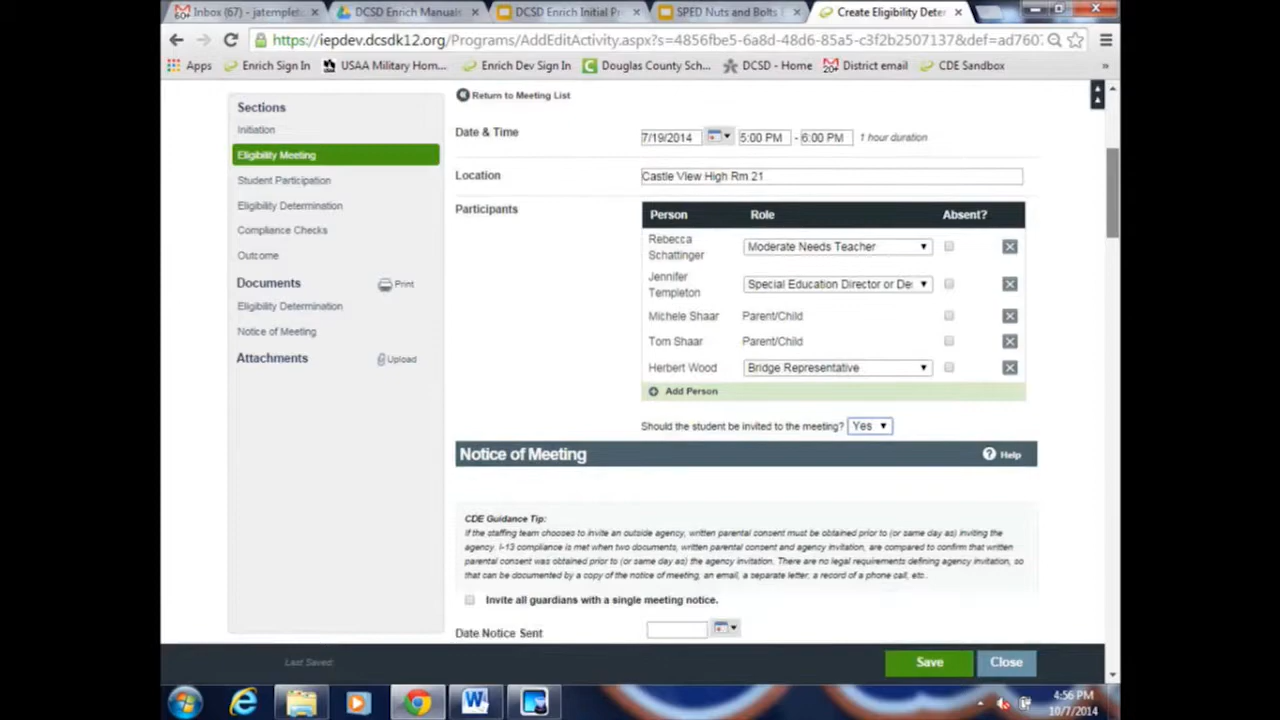 Inbox (67) - jatemplet
DCSD Enrich Manuals
DCSD Enrich Initial Pr
SPED Nuts and Bolts
Create Eligibility Deter
https://iepdev.dcsdk12.org/Programs/AddEditActivity.aspx?s=4856fbe5-6a8d-48d6-85a5-c3f2b2507137&def=ad7607
Apps
Enrich Sign In
USAA Military Hom...
Enrich Dev Sign In
Douglas County Sch...
DCSD - Home
District email
CDE Sandbox
»
Sections
Initiation
Eligibility Meeting
Student Participation
Eligibility Determination
Compliance Checks
Outcome
Documents
Print
Eligibility Determination
Notice of Meeting
Attachments
Upload
Return to Meeting List
Date & Time
7/19/2014
5:00 PM
- 6:00 PM
1 hour duration
Location
Castle View High Rm 21
Participants
Person Role Absent?
Rebecca
Schattinger
Moderate Needs Teacher
Jennifer
Templeton
Special Education Director or De
Michele Shaar Parent/Child
Tom Shaar Parent/Child
Herbert Wood Bridge Representative
Add Person
Should the student be invited to the meeting? Yes
Notice of Meeting
Help
CDE Guidance Tip:
If the staffing team chooses to invite an outside agency, written parental consent must be obtained prior to (or same day as) inviting the
agency. I-13 compliance is met when two documents, written parental consent and agency invitation, are compared to confirm that written
parental consent was obtained prior to (or same day as) the agency invitation. There are no legal requirements defining agency invitation, so
that can be documented by a copy of the notice of meeting, an email, a separate letter, a record of a phone call, etc..
Invite all guardians with a single meeting notice.
Date Notice Sent
Last Saved:
Save
Close
4:56 PM
10/7/2014